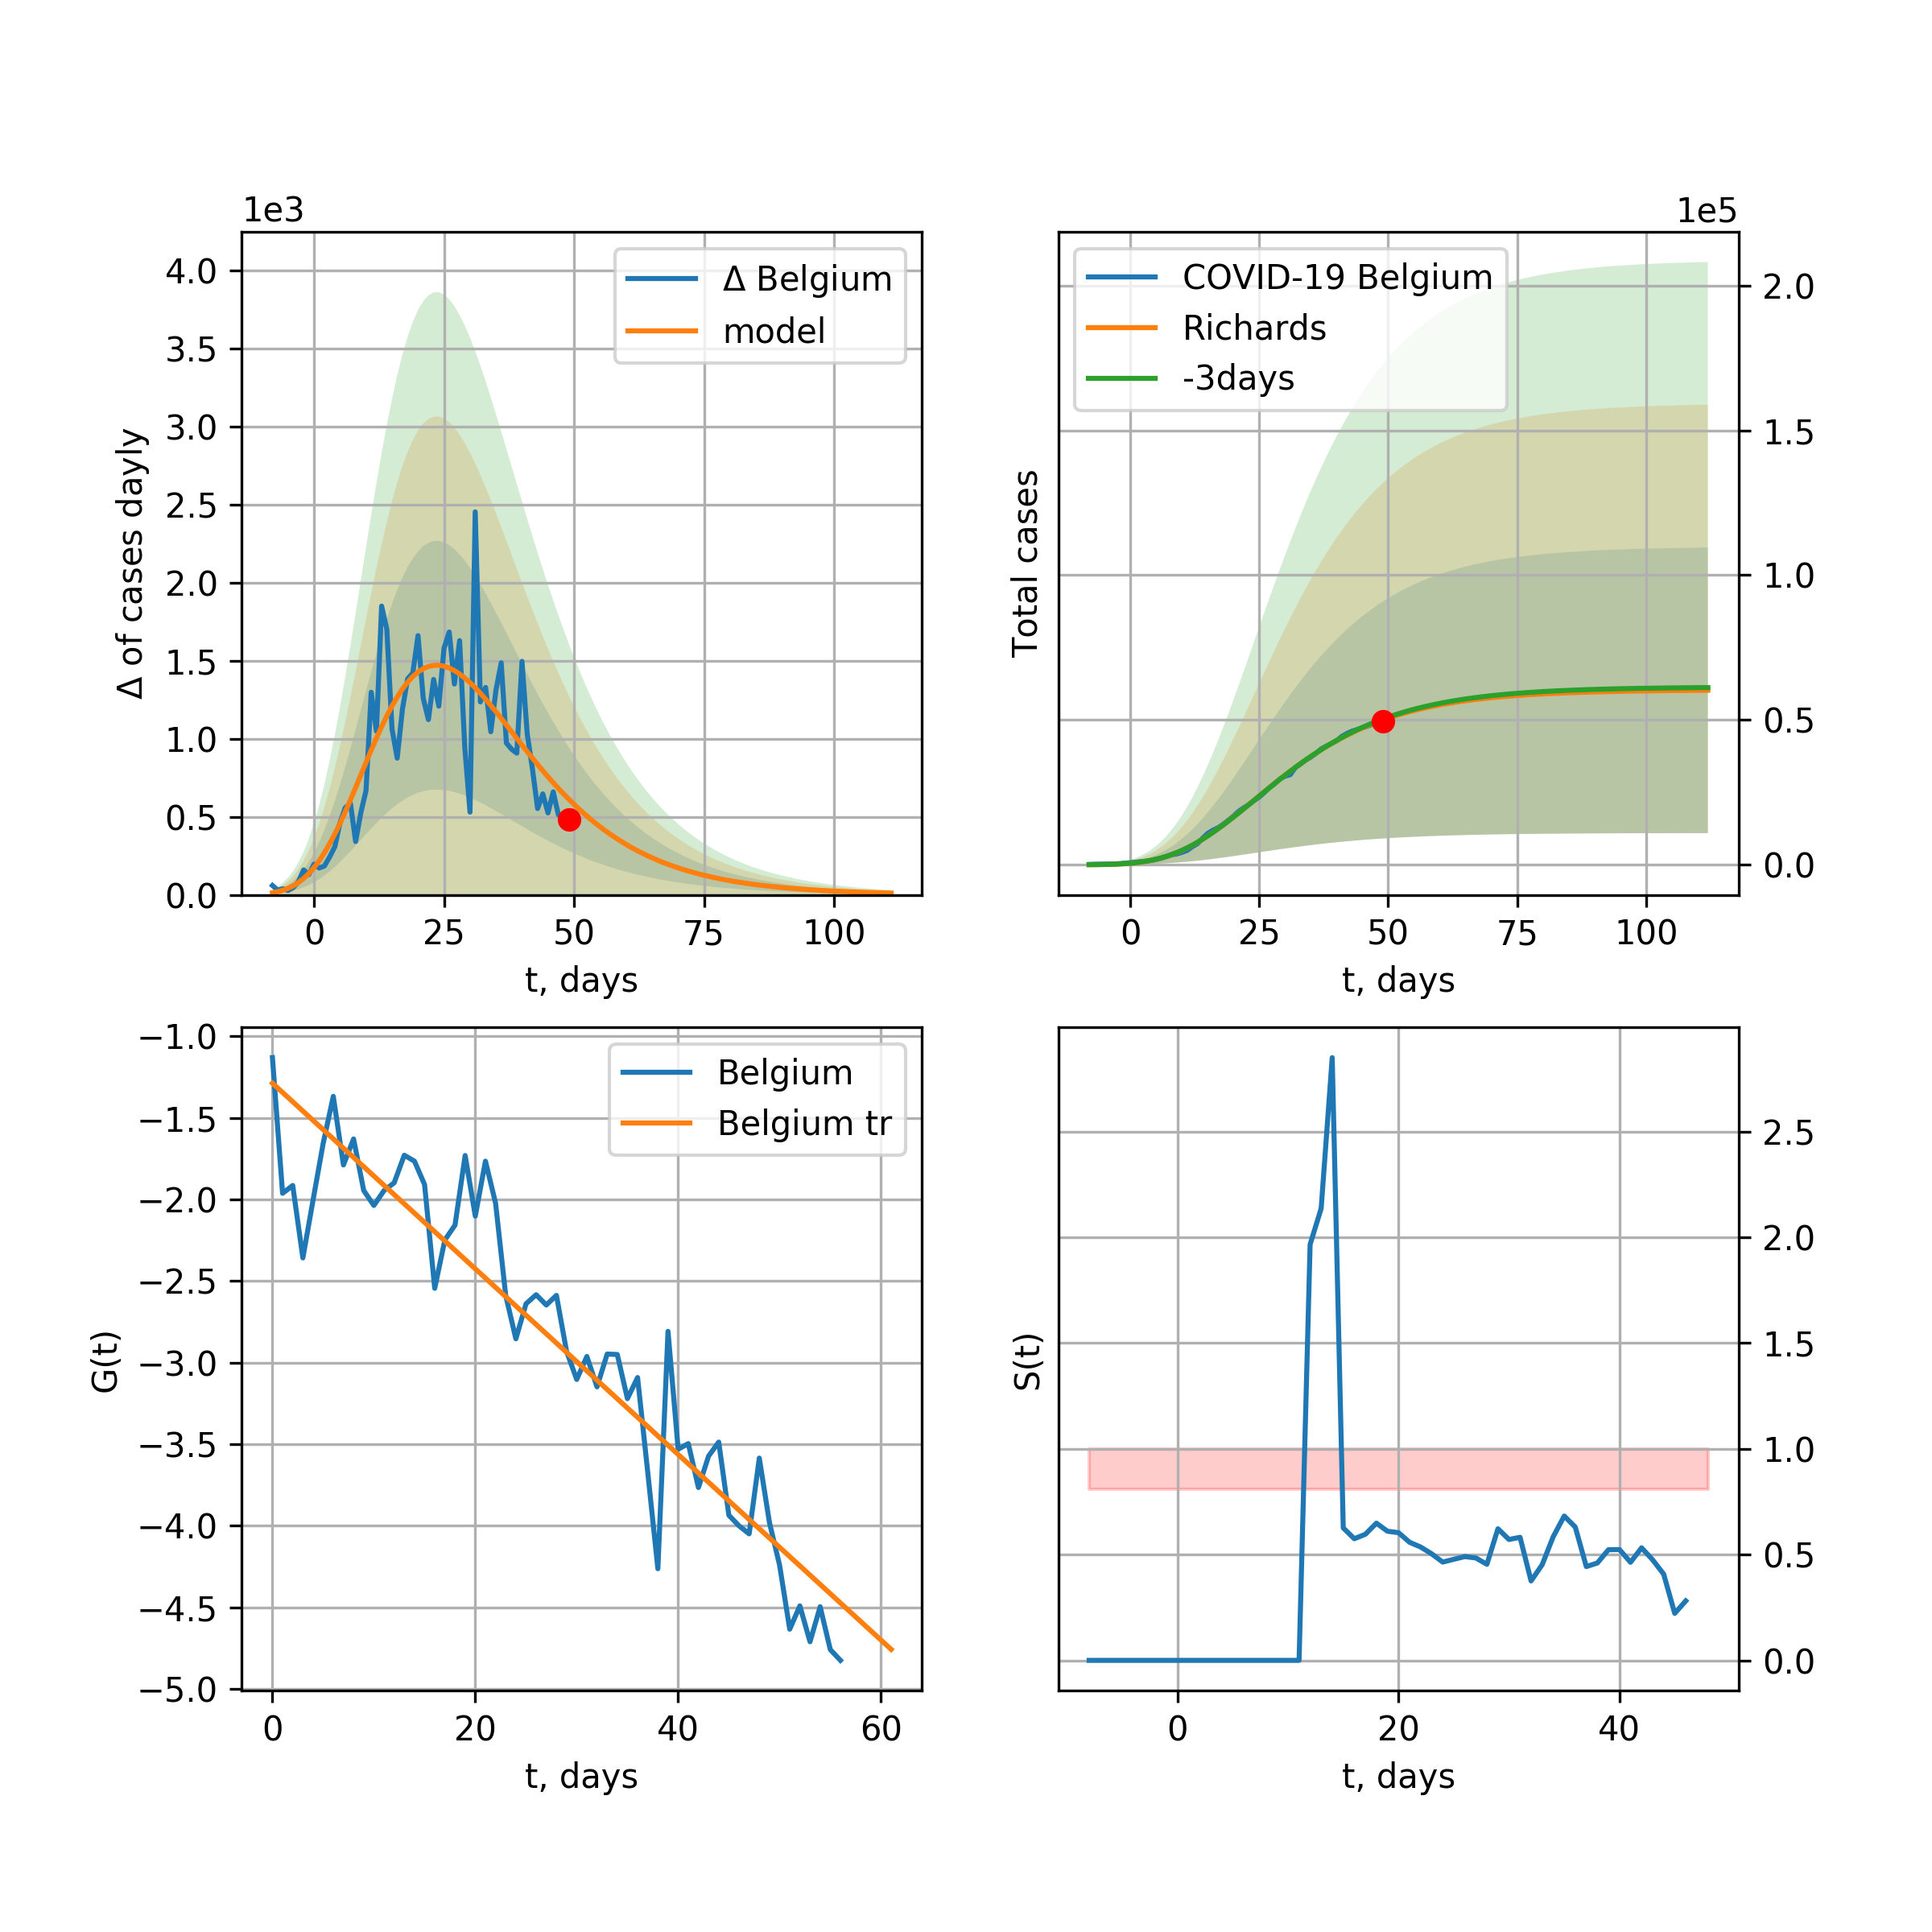 1e3
4.0
3.5
3.0
2.5
2.0
1.5
1.0
0.5
0.0
Δ of cases dayly
Δ Belgium
model
0 25 50 75 100
t, days
1e5
COVID-19 Belgium
Richards
-3days
Total cases
2.0
1.5
1.0
0.5
0.0
0 25 50 75 100
t, days
−1.0
−1.5
−2.0
−2.5
−3.0
−3.5
−4.0
−4.5
−5.0
G(t)
Belgium
Belgium tr
0 20 40 60
t, days
S(t)
2.5
2.0
1.5
1.0
0.5
0.0
0 20 40
t, days